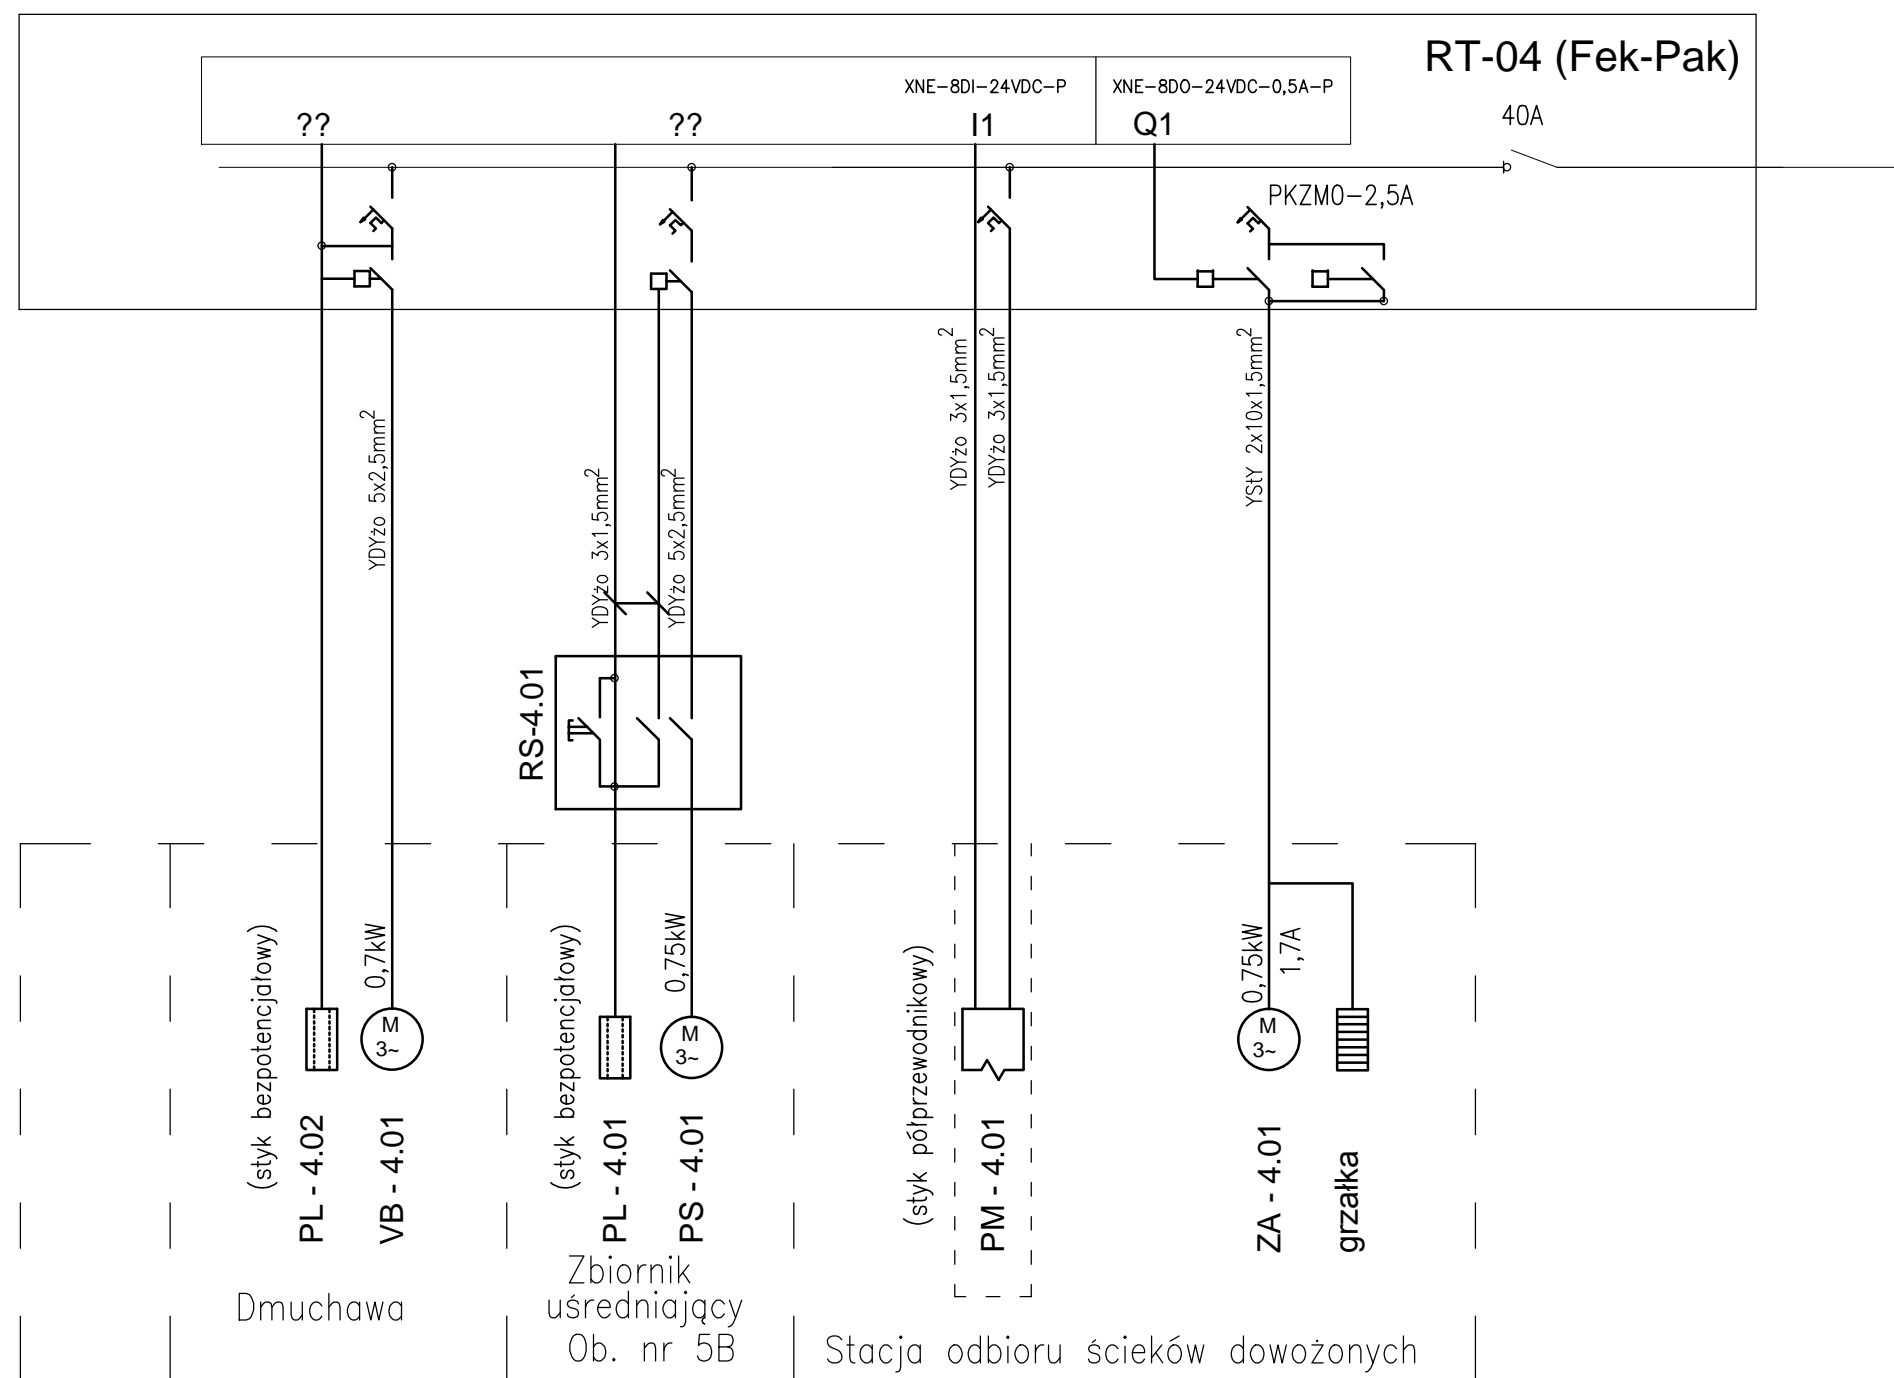 RT-04 (Fek-Pak)
XNE-8DI-24VDC-P
XNE-8DO-24VDC-0,5A-P
??
??
I1
Q1
40A
PKZM0-2,5A
YDYżo 5x2,5mm²
YDYżo 3x1,5mm²
YDYżo 5x2,5mm²
YDYżo 3x1,5mm²
YDYżo 3x1,5mm²
YStY 2x10x1,5mm²
RS-4.01
(styk bezpotencjałowy)
0,7kW
(styk bezpotencjałowy)
0,75kW
(styk półprzewodnikowy)
0,75kW
1,7A
M
3~
M
3~
M
3~
PL - 4.02
VB - 4.01
PL - 4.01
PS - 4.01
PM - 4.01
ZA - 4.01
grzałka
Dmuchawa
Zbiornik
uśredniający
Ob. nr 5B
Stacja odbioru ścieków dowożonych